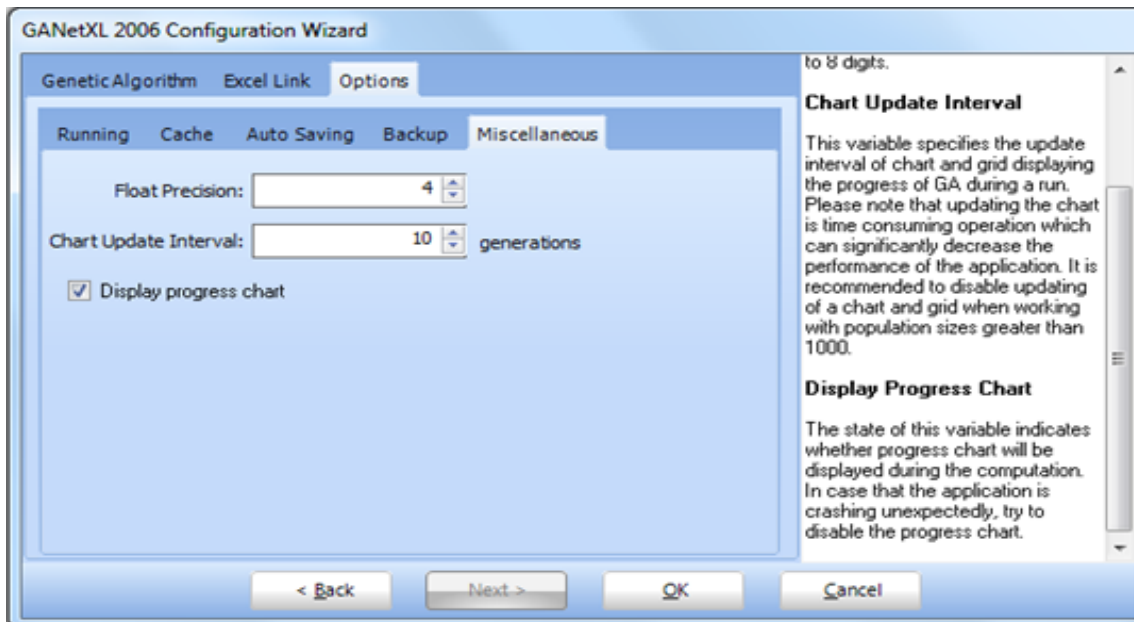 GANetXL 2006 Configuration Wizard
Genetic Algorithm Excel Link Options
Running Cache Auto Saving Backup Miscellaneous
Float Precision: 4
Chart Update Interval: 10 generations
Display progress chart
to 8 digits.
Chart Update Interval
This variable specifies the update
interval of chart and grid displaying
the progress of GA during a run.
Please note that updating the chart
is time consuming operation which
can significantly decrease the
performance of the application. It is
recommended to disable updating
of a chart and grid when working
with population sizes greater than
1000.
Display Progress Chart
The state of this variable indicates
whether progress chart will be
displayed during the computation.
In case that the application is
crashing unexpectedly, try to
disable the progress chart.
< Back Next > OK Cancel